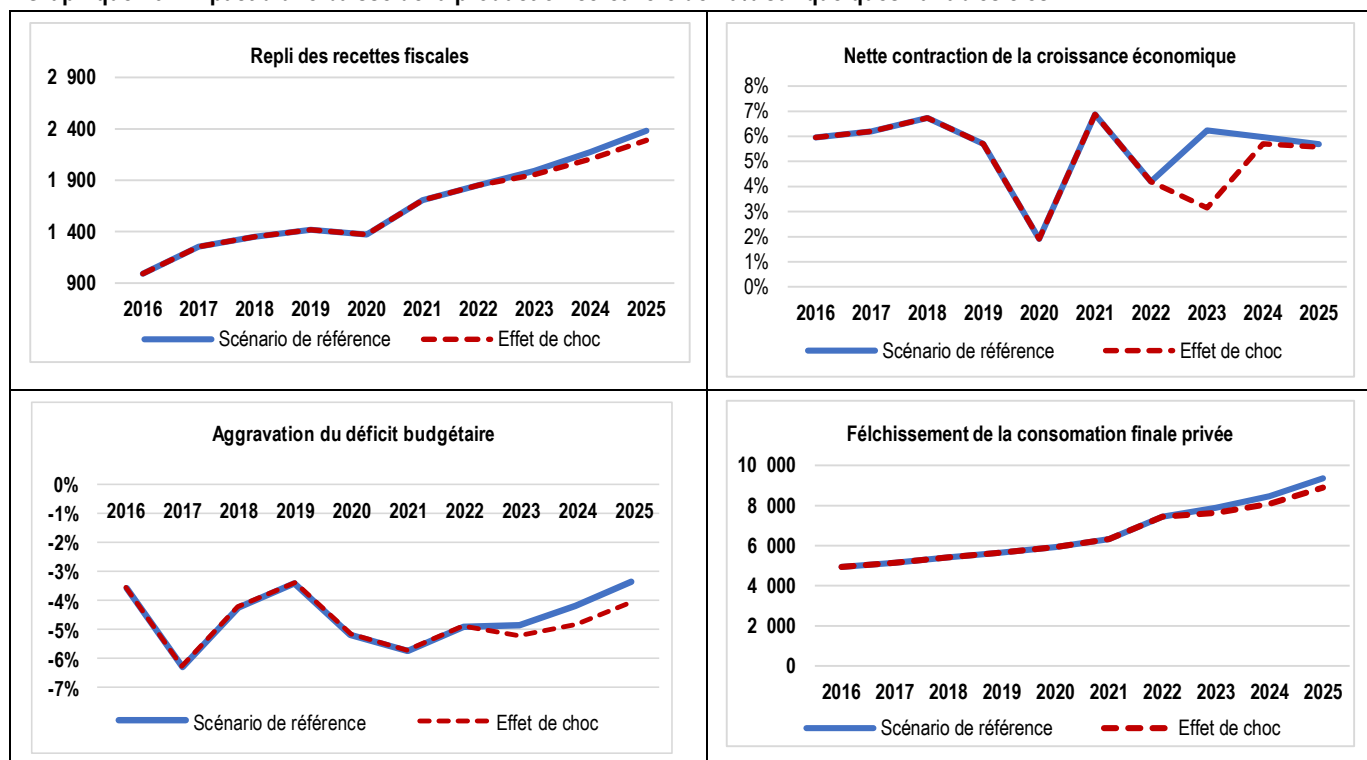 Repli des recettes fiscales
2 900
2 400
1 900
1 400
900
2016 2017 2018 2019 2020 2021 2022 2023 2024 2025
Scénario de référence Effet de choc
Nette contraction de la croissance économique
8%
7%
6%
5%
4%
3%
2%
1%
0%
2016 2017 2018 2019 2020 2021 2022 2023 2024 2025
Scénario de référence Effet de choc
Aggravation du déficit budgétaire
0%
2016 2017 2018 2019 2020 2021 2022 2023 2024 2025
-1%
-2%
-3%
-4%
-5%
-6%
-7%
Scénario de référence Effet de choc
Félchissement de la consomation finale privée
10 000
8 000
6 000
4 000
2 000
0
2016 2017 2018 2019 2020 2021 2022 2023 2024 2025
Scénario de référence Effet de choc